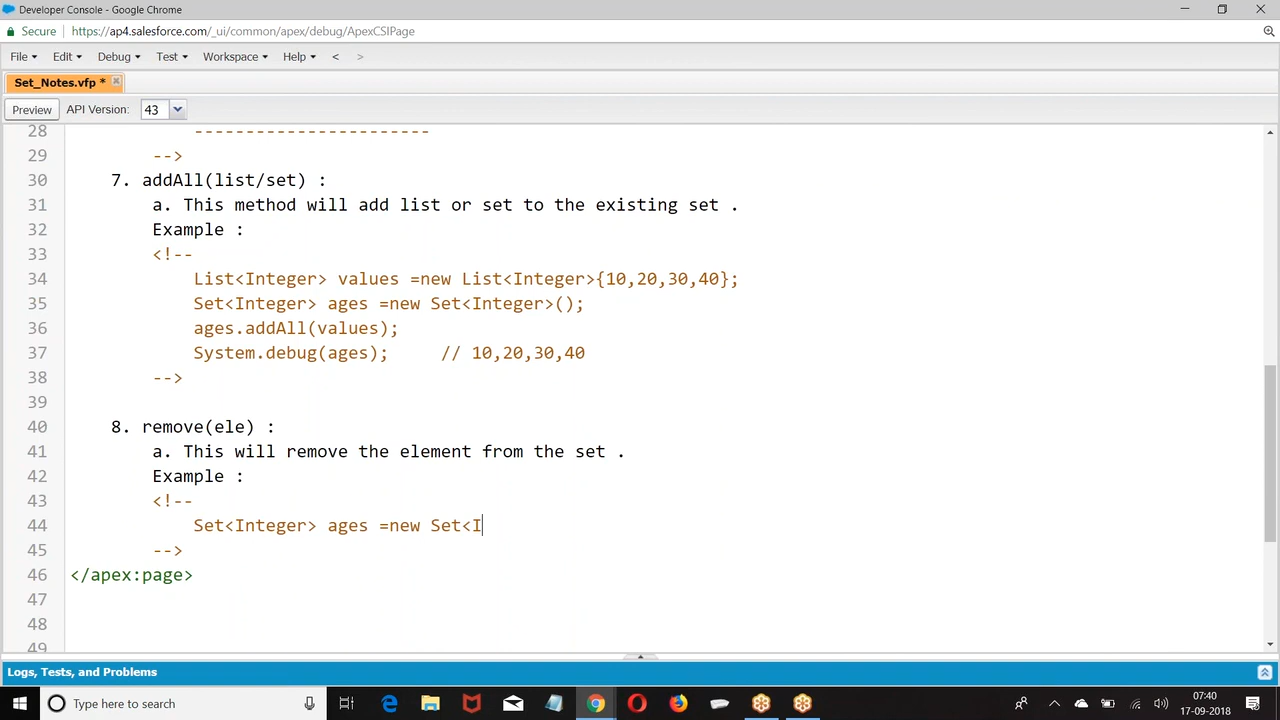 Developer Console - Google Chrome
Secure https://ap4.salesforce.com/_ui/common/apex/debug/ApexCSIPage
File Edit Debug Test Workspace Help < >
Set_Notes.vfp *
Preview API Version: 43
28 -----------------------
29 -->
30 7. addAll(list/set) :
31 a. This method will add list or set to the existing set .
32 Example :
33 <!--
34 List<Integer> values =new List<Integer>{10,20,30,40};
35 Set<Integer> ages =new Set<Integer>();
36 ages.addAll(values);
37 System.debug(ages); // 10,20,30,40
38 -->
39
40 8. remove(ele) :
41 a. This will remove the element from the set .
42 Example :
43 <!--
44 Set<Integer> ages =new Set<I
45 -->
46 </apex:page>
47
48
49
Logs, Tests, and Problems
Type here to search
07:40
17-09-2018